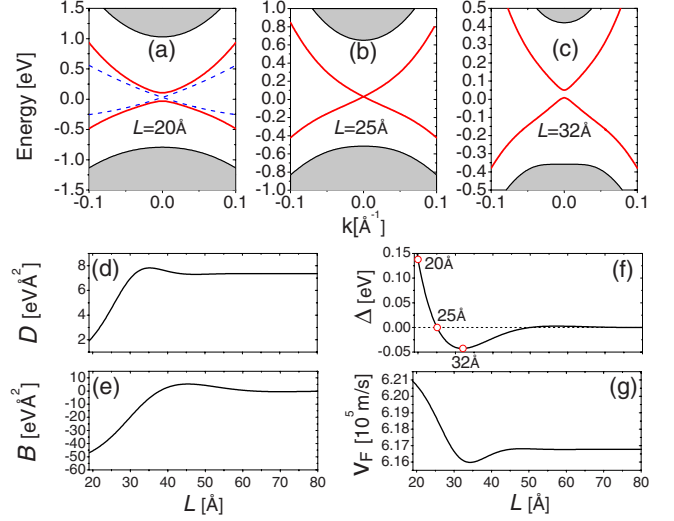 (a)
(b)
(c)
Energy [eV]
1.5
1.0
0.5
0.0
-0.5
-1.0
1.5
L=20Å
-0.1 0.0 0.1
1.0
0.8
0.6
0.4
0.2
0.0
-0.2
-0.4
-0.6
-0.8
-1.0
L=25Å
-0.1 0.0 0.1
0.5
0.4
0.3
0.2
0.1
0.0
-0.1
-0.2
-0.3
-0.4
-0.5
L=32Å
-0.1 0.0 0.1
k[Å⁻¹]
(d)
D [eVÅ²]
8
6
4
2
(f)
Δ [eV]
0.15
0.10
0.05
0.00
-0.05
20Å
25Å
32Å
(e)
B [eVÅ²]
10
0
-10
-20
-30
-40
-50
-60
20 30 40 50 60 70 80
L [Å]
(g)
v_F [10⁵ m/s]
6.21
6.20
6.19
6.18
6.17
6.16
20 30 40 50 60 70 80
L [Å]